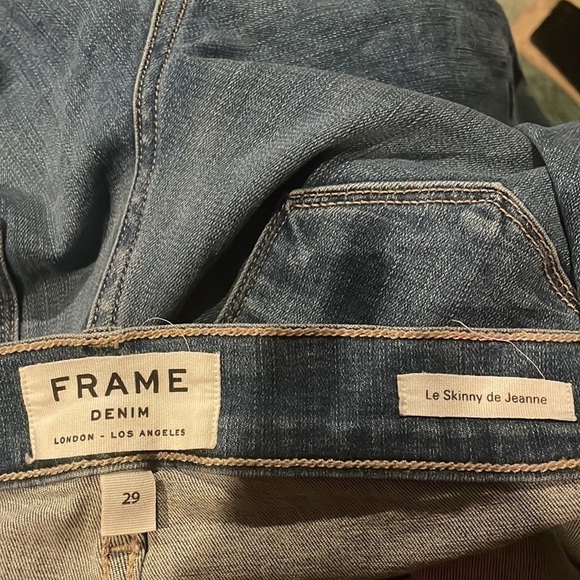 FRAME
DENIM
LONDON - LOS ANGELES
Le Skinny de Jeanne
29